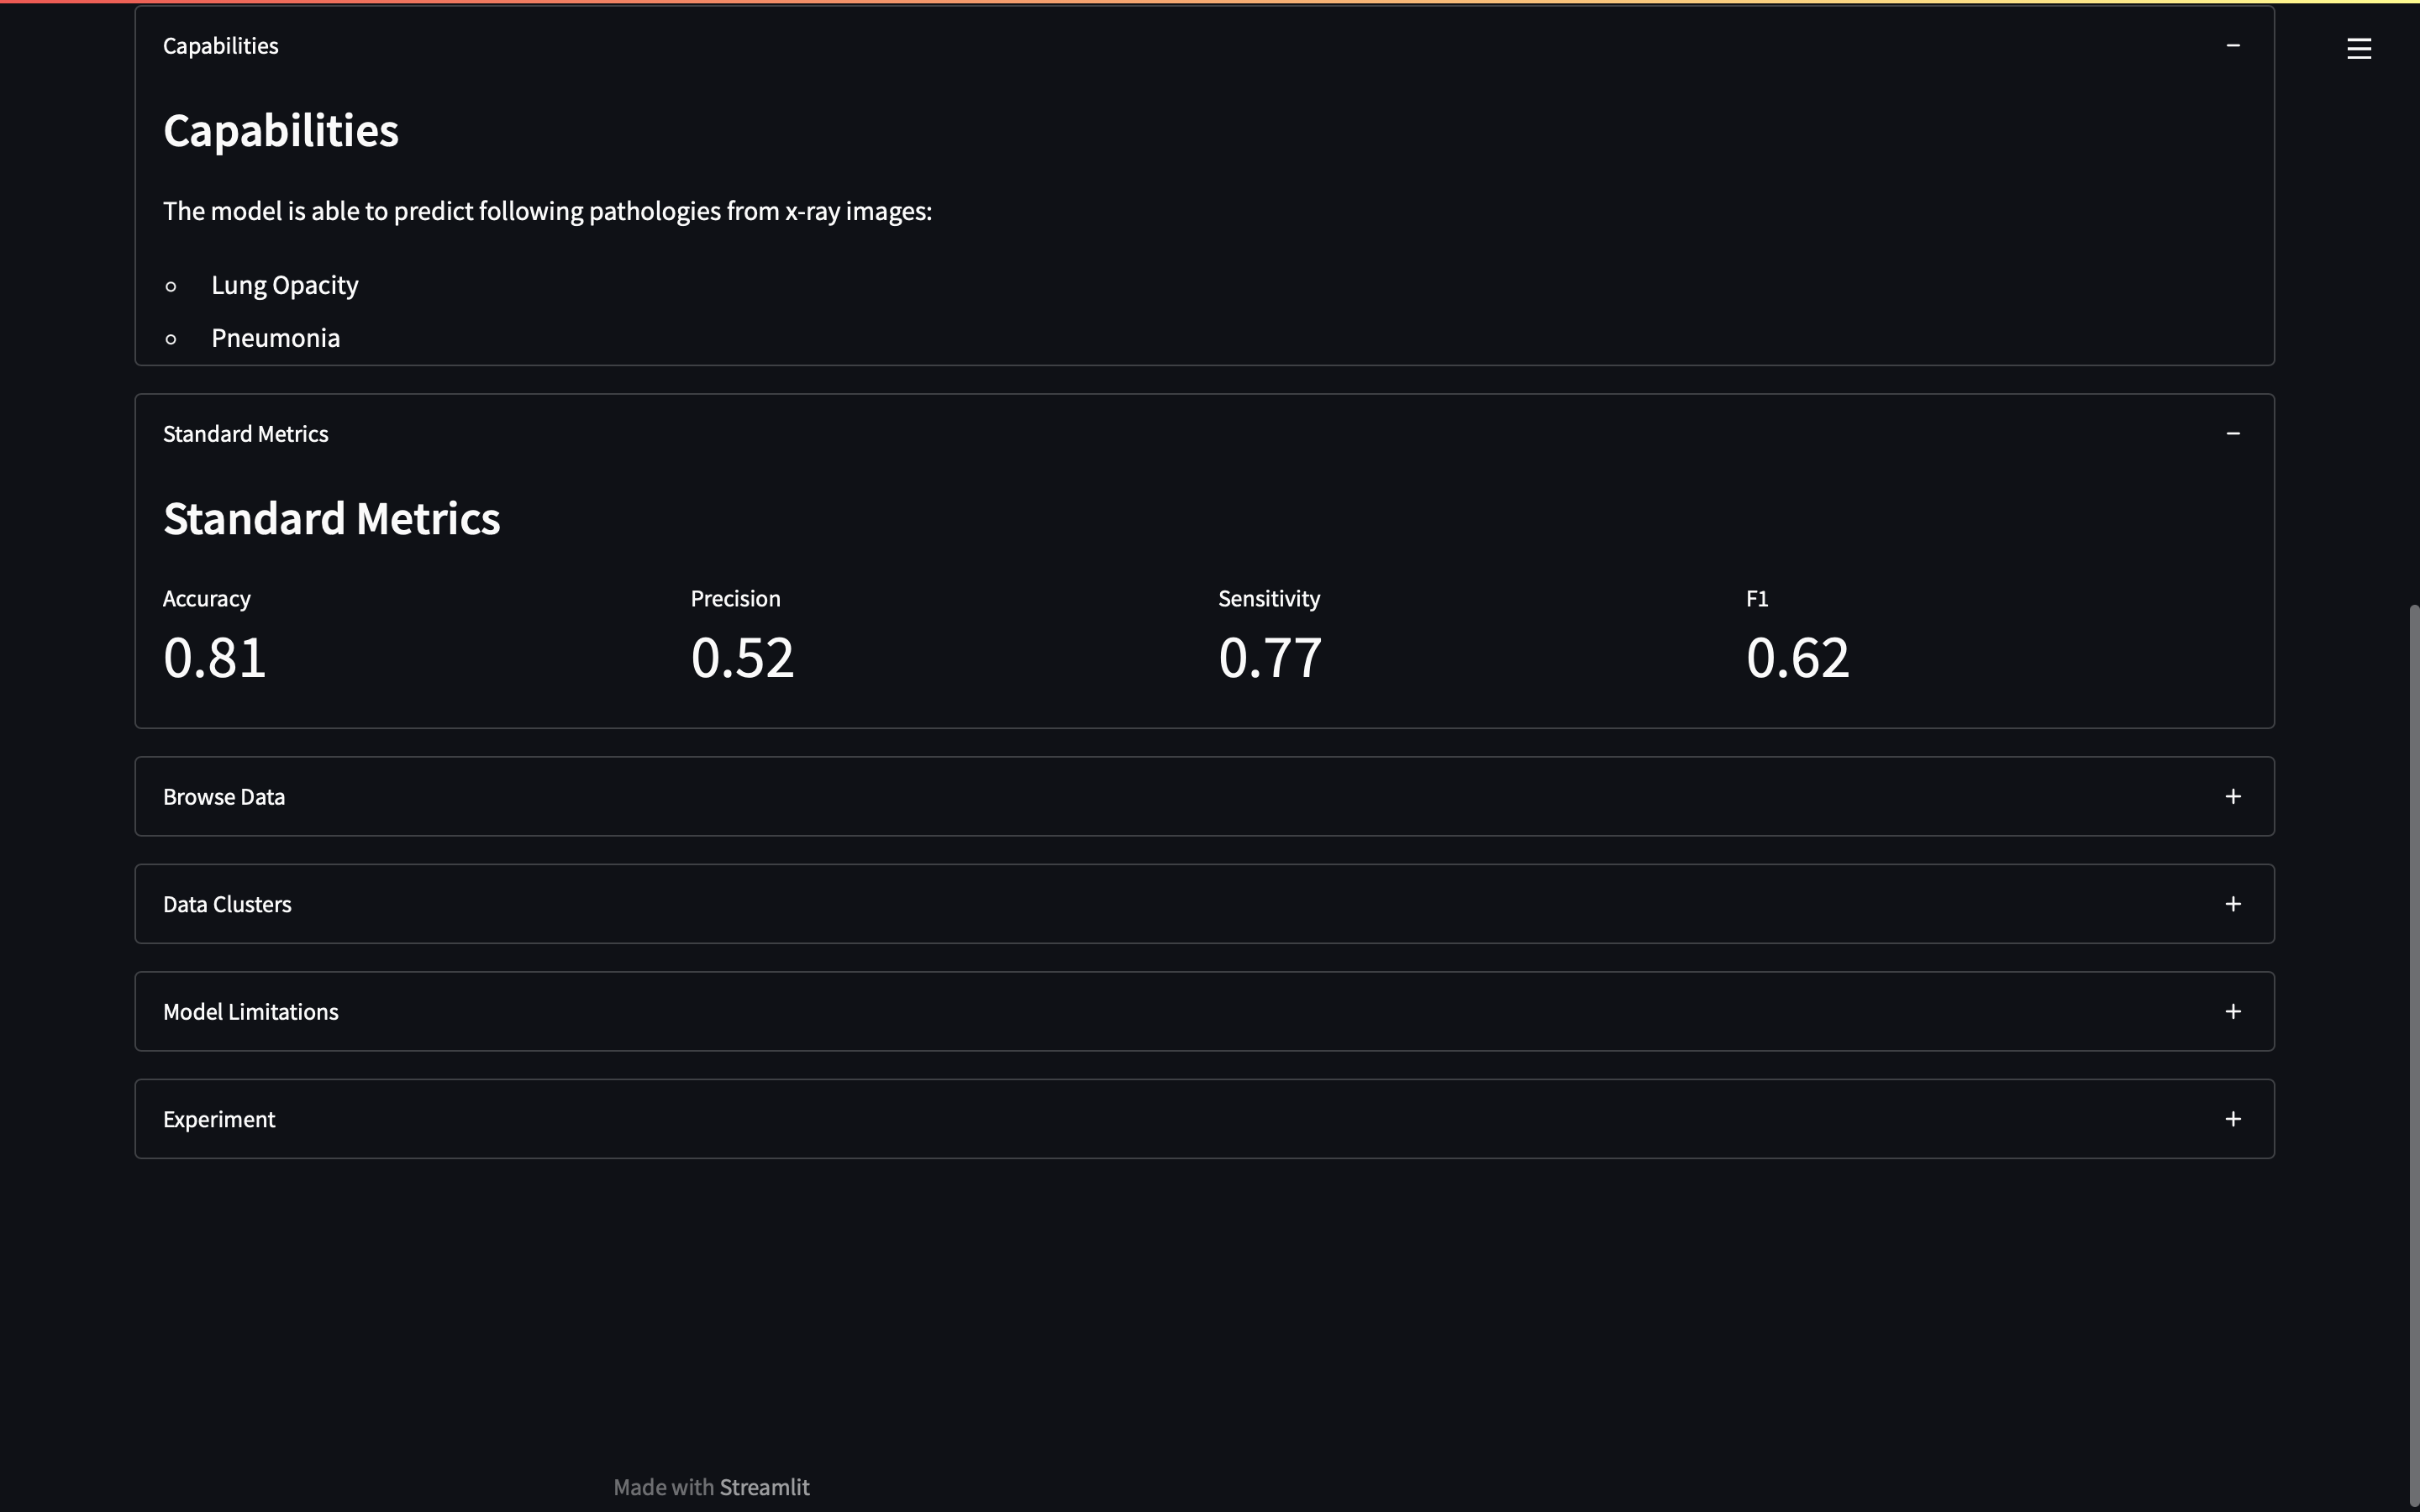 Capabilities
Capabilities
The model is able to predict following pathologies from x-ray images:
Lung Opacity
Pneumonia
Standard Metrics
Standard Metrics
Accuracy Precision Sensitivity F1
0.81 0.52 0.77 0.62
Browse Data
Data Clusters
Model Limitations
Experiment
Made with Streamlit